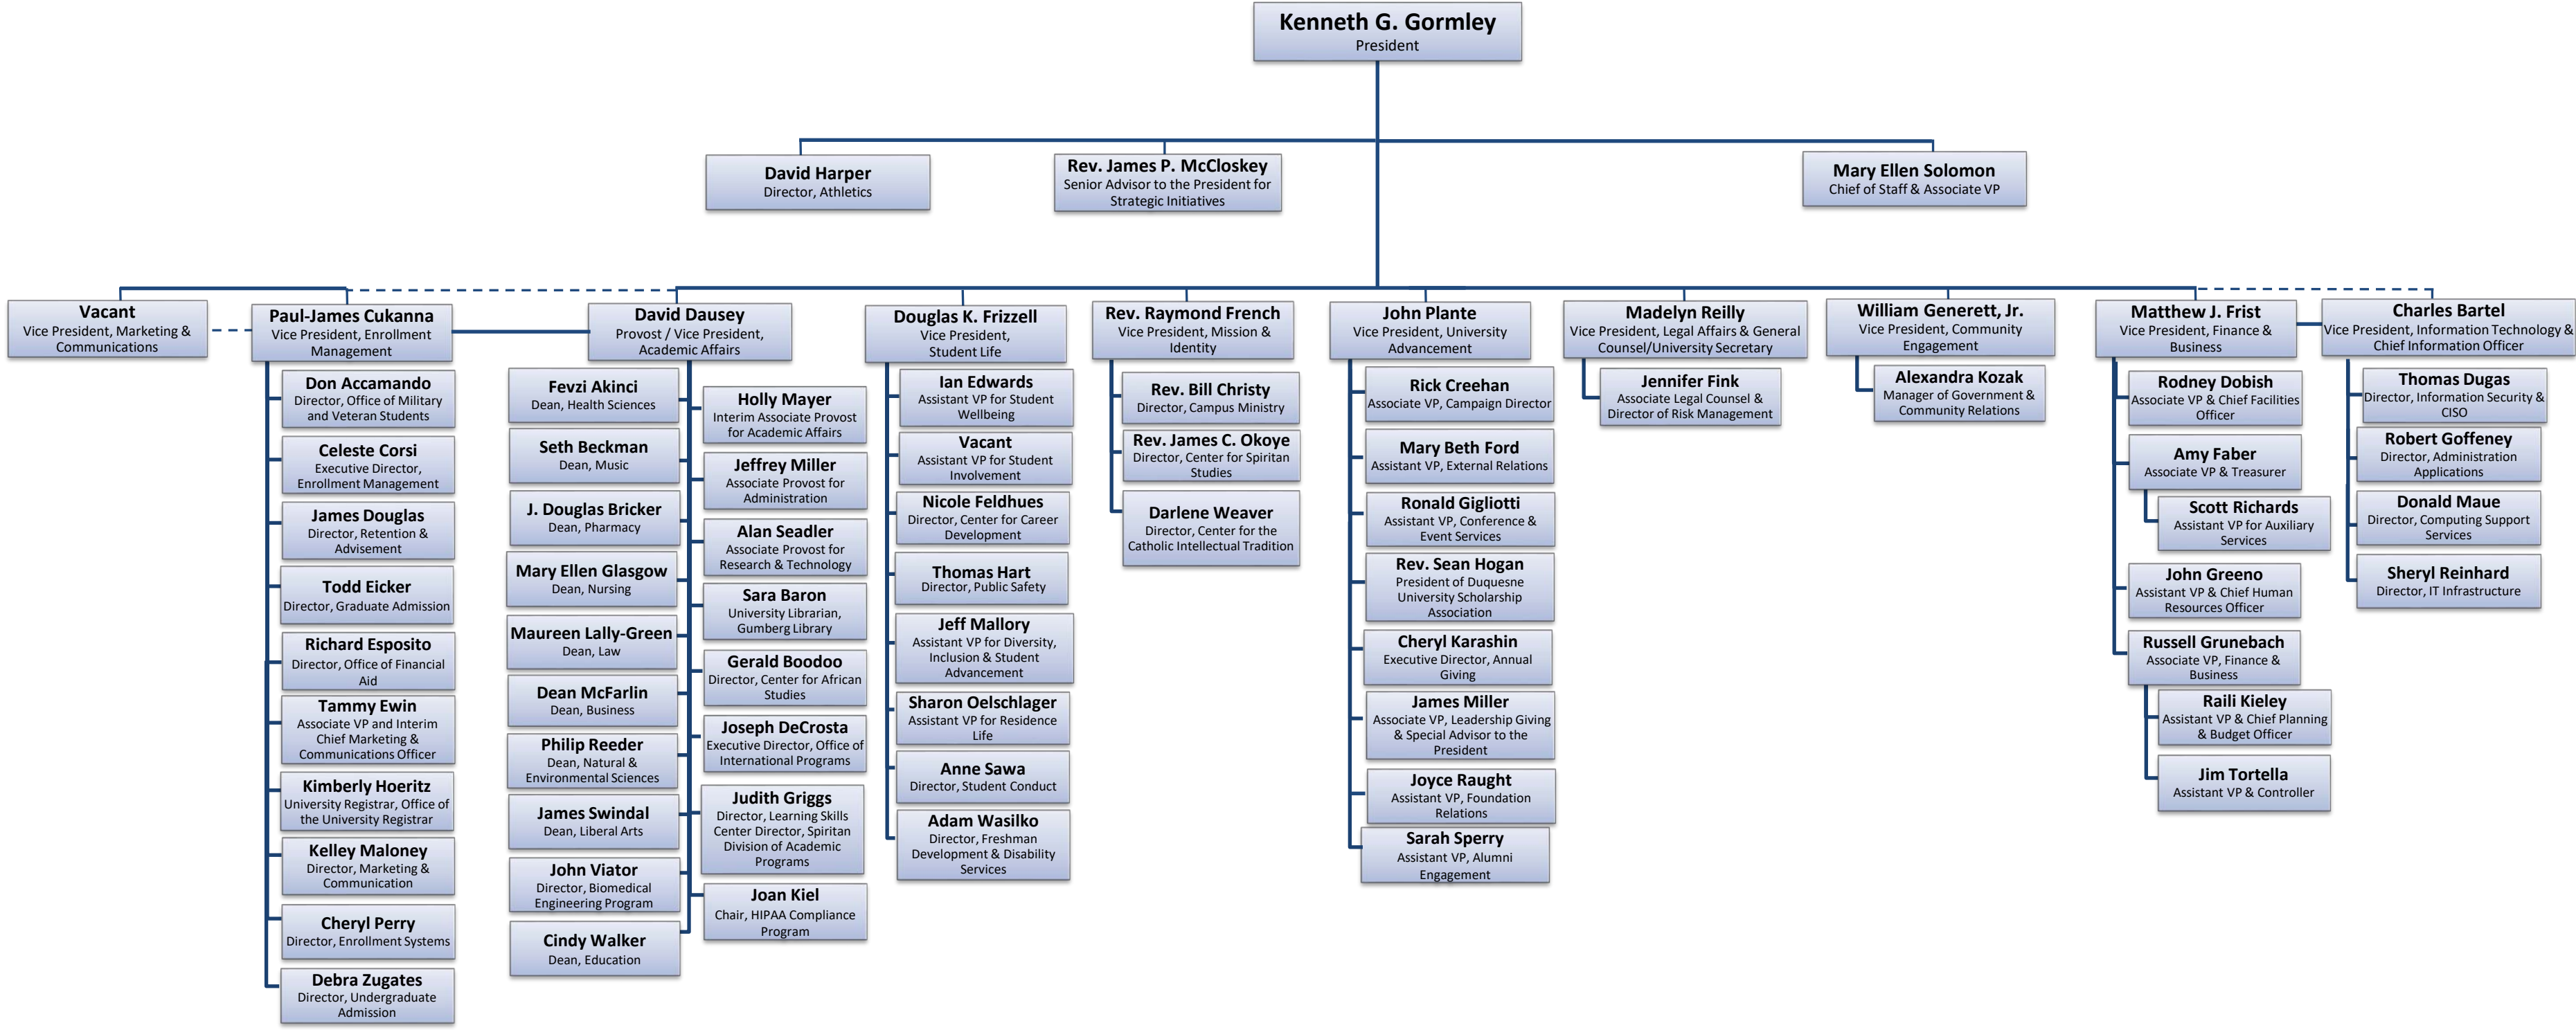 Kenneth G. Gormley
President
David Harper
Director, Athletics
Rev. James P. McCloskey
Senior Advisor to the President for
Strategic Initiatives
Mary Ellen Solomon
Chief of Staff & Associate VP
Vacant
Vice President, Marketing &
Communications
Paul-James Cukanna
Vice President, Enrollment
Management
David Dausey
Provost / Vice President,
Academic Affairs
Douglas K. Frizzell
Vice President,
Student Life
Rev. Raymond French
Vice President, Mission &
Identity
John Plante
Vice President, University
Advancement
Madelyn Reilly
Vice President, Legal Affairs & General
Counsel/University Secretary
William Generett, Jr.
Vice President, Community
Engagement
Matthew J. Frist
Vice President, Finance &
Business
Charles Bartel
Vice President, Information Technology &
Chief Information Officer
Don Accamando
Director, Office of Military
and Veteran Students
Celeste Corsi
Executive Director,
Enrollment Management
James Douglas
Director, Retention &
Advisement
Todd Eicker
Director, Graduate Admission
Richard Esposito
Director, Office of Financial
Aid
Tammy Ewin
Associate VP and Interim
Chief Marketing &
Communications Officer
Kimberly Hoeritz
University Registrar, Office of
the University Registrar
Kelley Maloney
Director, Marketing &
Communication
Cheryl Perry
Director, Enrollment Systems
Debra Zugates
Director, Undergraduate
Admission
Fevzi Akinci
Dean, Health Sciences
Seth Beckman
Dean, Music
J. Douglas Bricker
Dean, Pharmacy
Mary Ellen Glasgow
Dean, Nursing
Maureen Lally-Green
Dean, Law
Dean McFarlin
Dean, Business
Philip Reeder
Dean, Natural &
Environmental Sciences
James Swindal
Dean, Liberal Arts
John Viator
Director, Biomedical
Engineering Program
Cindy Walker
Dean, Education
Holly Mayer
Interim Associate Provost
for Academic Affairs
Jeffrey Miller
Associate Provost for
Administration
Alan Seadler
Associate Provost for
Research & Technology
Sara Baron
University Librarian,
Gumberg Library
Gerald Boodoo
Director, Center for African
Studies
Joseph DeCrosta
Executive Director, Office of
International Programs
Judith Griggs
Director, Learning Skills
Center Director, Spiritan
Division of Academic
Programs
Joan Kiel
Chair, HIPAA Compliance
Program
Ian Edwards
Assistant VP for Student
Wellbeing
Vacant
Assistant VP for Student
Involvement
Nicole Feldhues
Director, Center for Career
Development
Thomas Hart
Director, Public Safety
Jeff Mallory
Assistant VP for Diversity,
Inclusion & Student
Advancement
Sharon Oelschlager
Assistant VP for Residence
Life
Anne Sawa
Director, Student Conduct
Adam Wasilko
Director, Freshman
Development & Disability
Services
Rev. Bill Christy
Director, Campus Ministry
Rev. James C. Okoye
Director, Center for Spiritan
Studies
Darlene Weaver
Director, Center for the
Catholic Intellectual Tradition
Rick Creehan
Associate VP, Campaign Director
Mary Beth Ford
Assistant VP, External Relations
Ronald Gigliotti
Assistant VP, Conference &
Event Services
Rev. Sean Hogan
President of Duquesne
University Scholarship
Association
Cheryl Karashin
Executive Director, Annual
Giving
James Miller
Associate VP, Leadership Giving
& Special Advisor to the
President
Joyce Raught
Assistant VP, Foundation
Relations
Sarah Sperry
Assistant VP, Alumni
Engagement
Jennifer Fink
Associate Legal Counsel &
Director of Risk Management
Alexandra Kozak
Manager of Government &
Community Relations
Rodney Dobish
Associate VP & Chief Facilities
Officer
Amy Faber
Associate VP & Treasurer
Scott Richards
Assistant VP for Auxiliary
Services
John Greeno
Assistant VP & Chief Human
Resources Officer
Russell Grunebach
Associate VP, Finance &
Business
Raili Kieley
Assistant VP & Chief Planning
& Budget Officer
Jim Tortella
Assistant VP & Controller
Thomas Dugas
Director, Information Security &
CISO
Robert Goffeney
Director, Administration
Applications
Donald Maue
Director, Computing Support
Services
Sheryl Reinhard
Director, IT Infrastructure